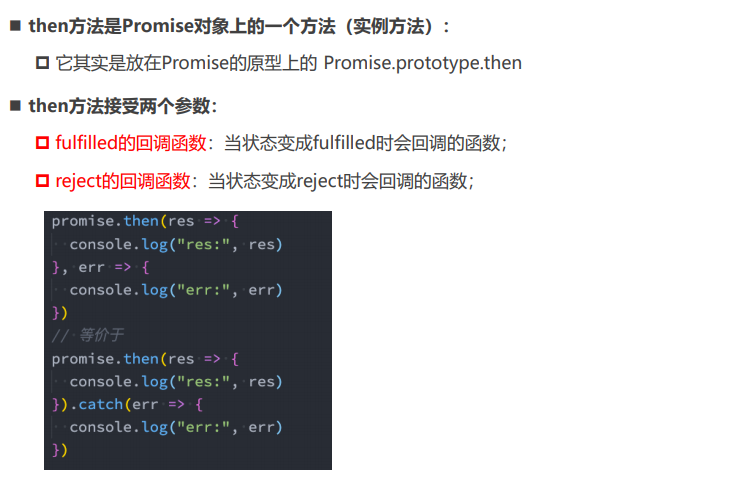 then方法是Promise对象上的一个方法（实例方法）：
它其实是放在Promise的原型上的 Promise.prototype.then
then方法接受两个参数：
fulfilled的回调函数：当状态变成fulfilled时会回调的函数；
reject的回调函数：当状态变成reject时会回调的函数；
promise.then(res => {
  console.log("res:", res)
}, err => {
  console.log("err:", err)
})
// 等价于
promise.then(res => {
  console.log("res:", res)
}).catch(err => {
  console.log("err:", err)
})